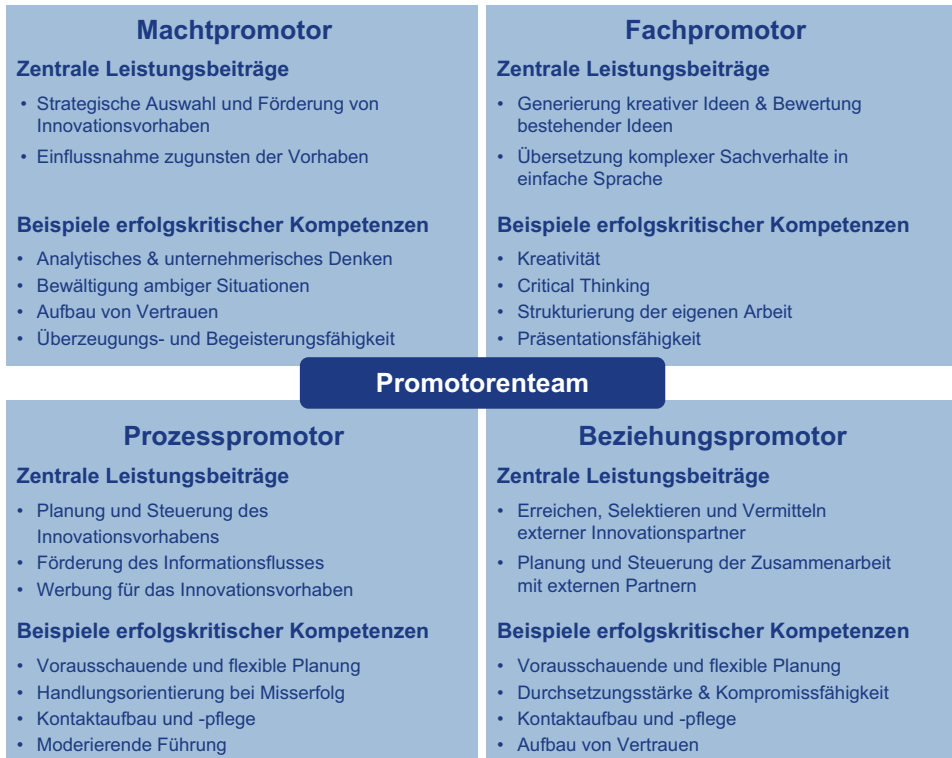 Machtpromotor
Zentrale Leistungsbeiträge
• Strategische Auswahl und Förderung von
Innovationsvorhaben
• Einflussnahme zugunsten der Vorhaben
Beispiele erfolgskritischer Kompetenzen
• Analytisches & unternehmerisches Denken
• Bewältigung ambiger Situationen
• Aufbau von Vertrauen
• Überzeugungs- und Begeisterungsfähigkeit
Fachpromotor
Zentrale Leistungsbeiträge
• Generierung kreativer Ideen & Bewertung
bestehender Ideen
• Übersetzung komplexer Sachverhalte in
einfache Sprache
Beispiele erfolgskritischer Kompetenzen
• Kreativität
• Critical Thinking
• Strukturierung der eigenen Arbeit
• Präsentationsfähigkeit
Promotorenteam
Prozesspromotor
Zentrale Leistungsbeiträge
• Planung und Steuerung des
Innovationsvorhabens
• Förderung des Informationsflusses
• Werbung für das Innovationsvorhaben
Beispiele erfolgskritischer Kompetenzen
• Vorausschauende und flexible Planung
• Handlungsorientierung bei Misserfolg
• Kontaktaufbau und -pflege
• Moderierende Führung
Beziehungspromotor
Zentrale Leistungsbeiträge
• Erreichen, Selektieren und Vermitteln
externer Innovationspartner
• Planung und Steuerung der Zusammenarbeit
mit externen Partnern
Beispiele erfolgskritischer Kompetenzen
• Vorausschauende und flexible Planung
• Durchsetzungsstärke & Kompromissfähigkeit
• Kontaktaufbau und -pflege
• Aufbau von Vertrauen